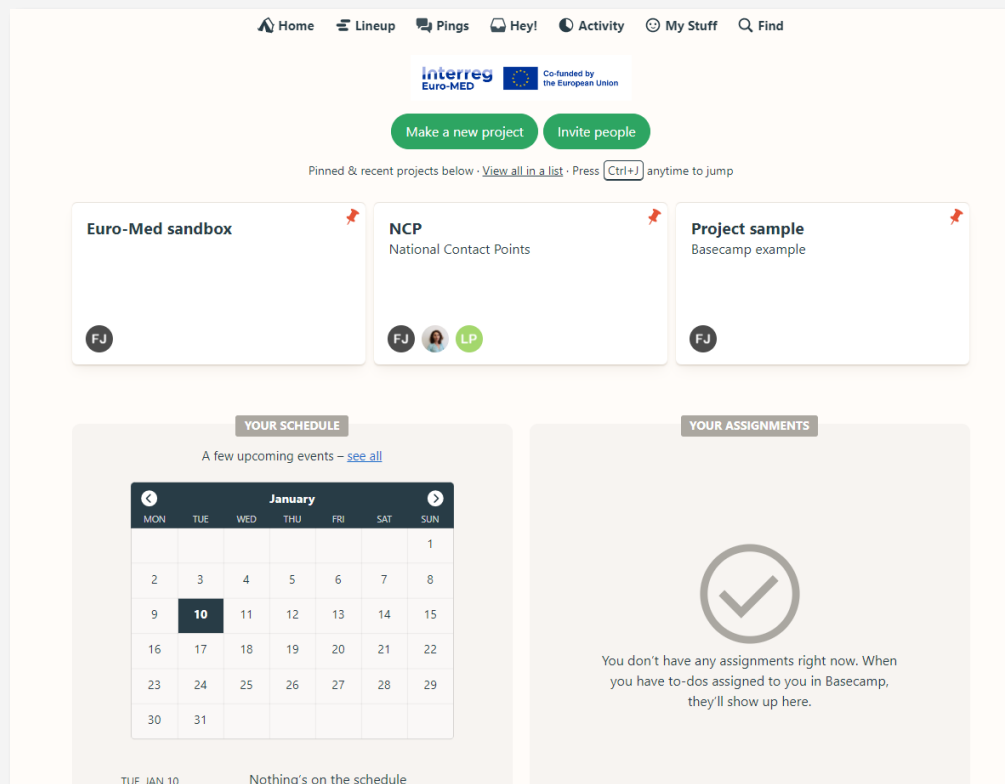 Home Lineup Pings Hey! Activity My Stuff Find
Interreg
Euro-MED
Co-funded by
the European Union
Make a new project Invite people
Pinned & recent projects below · View all in a list · Press Ctrl+J anytime to jump
Euro-Med sandbox
FJ
NCP
National Contact Points
FJ LP
Project sample
Basecamp example
FJ
YOUR SCHEDULE
A few upcoming events – see all
January
MON TUE WED THU FRI SAT SUN
1
2 3 4 5 6 7 8
9 10 11 12 13 14 15
16 17 18 19 20 21 22
23 24 25 26 27 28 29
30 31
TUE, JAN 10 Nothing's on the schedule
YOUR ASSIGNMENTS
You don't have any assignments right now. When
you have to-dos assigned to you in Basecamp,
they'll show up here.